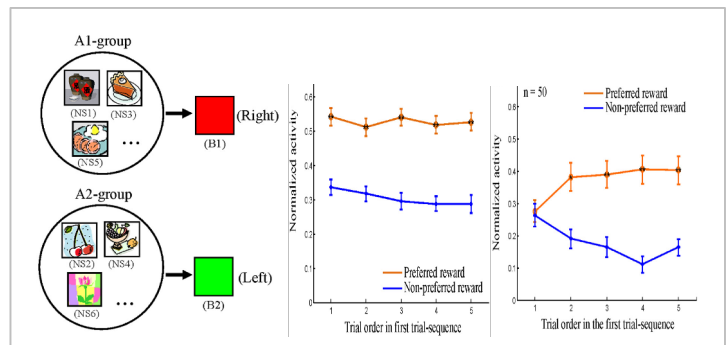 A1-group
(NS1)
(NS3)
(NS5)
...
(Right)
(B1)
A2-group
(NS2)
(NS4)
(NS6)
...
(Left)
(B2)
Normalized activity
0.6
0.5
0.4
0.3
0.2
0.1
0
Preferred reward
Non-preferred reward
1 2 3 4 5
Trial order in first trial-sequence
n = 50
Preferred reward
Non-preferred reward
Normalized activity
0.6
0.4
0.3
0.2
0.1
0
1 2 3 4 5
Trial order in the first trial-sequence